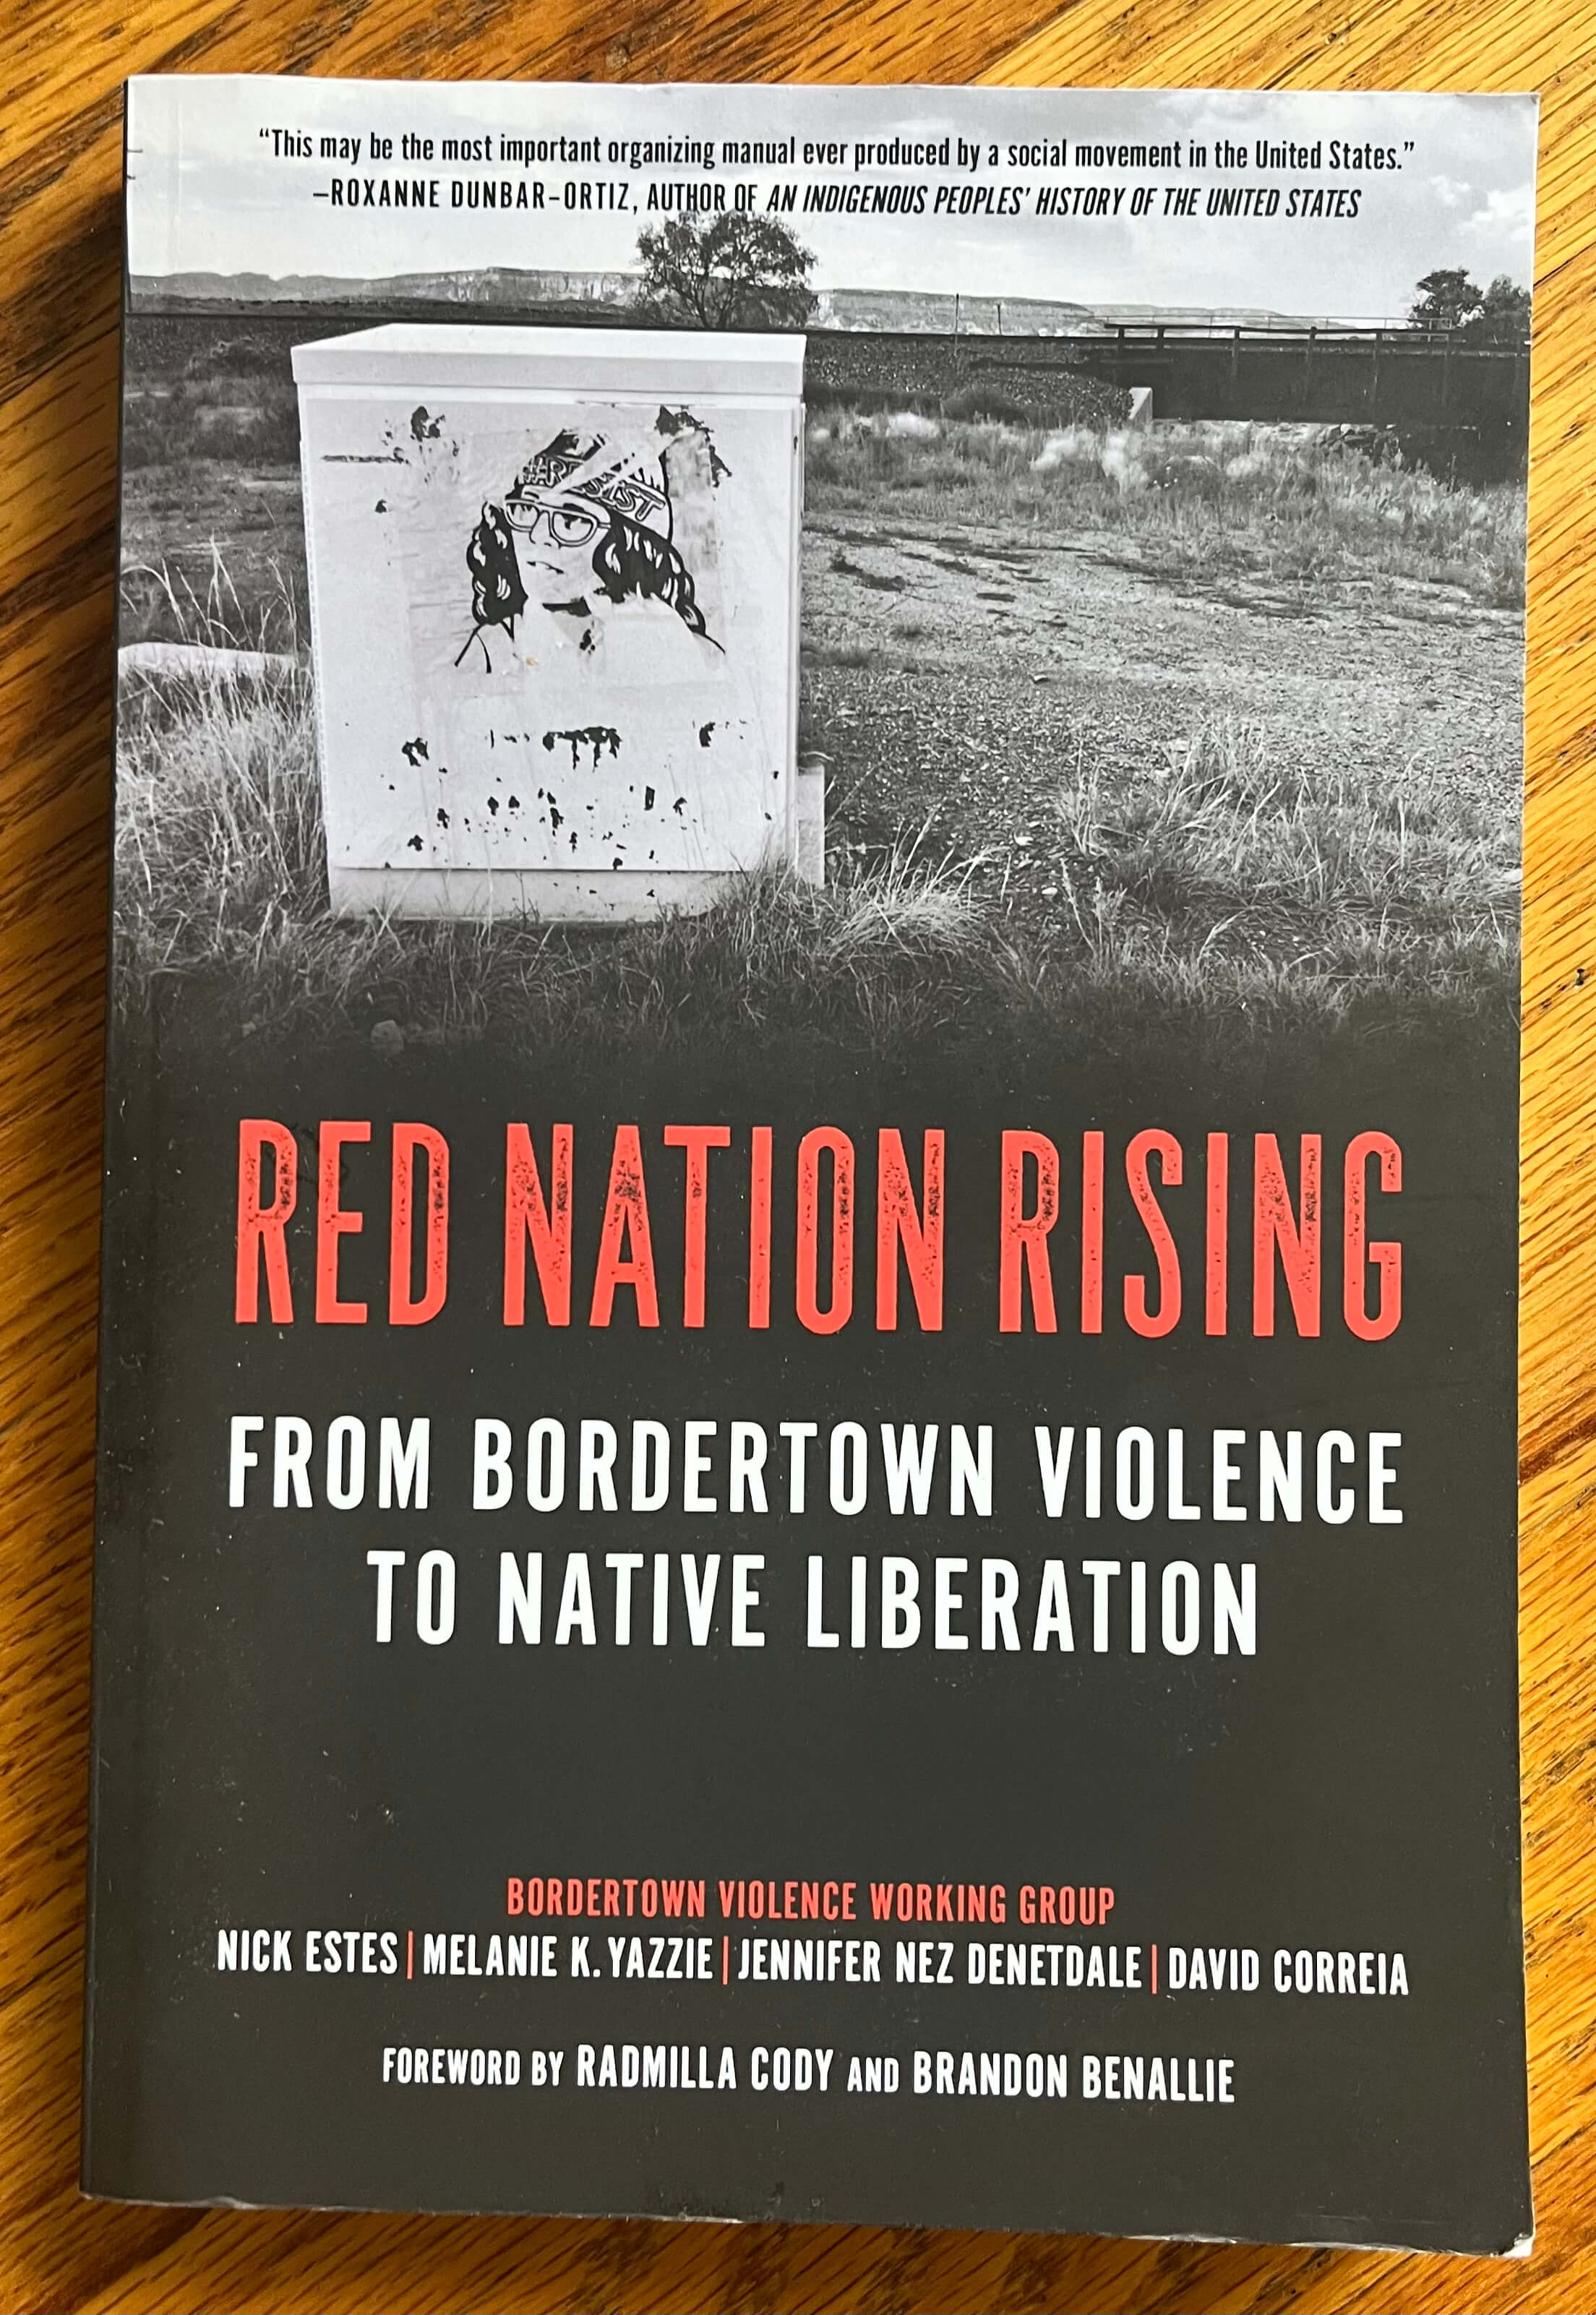 “This may be the most important organizing manual ever produced by a social movement in the United States.”
–ROXANNE DUNBAR-ORTIZ, AUTHOR OF AN INDIGENOUS PEOPLES’ HISTORY OF THE UNITED STATES
#RESIST
RED NATION RISING
FROM BORDERTOWN VIOLENCE
TO NATIVE LIBERATION
BORDERTOWN VIOLENCE WORKING GROUP
NICK ESTES | MELANIE K. YAZZIE | JENNIFER NEZ DENETDALE | DAVID CORREIA
FOREWORD BY RADMILLA CODY AND BRANDON BENALLIE